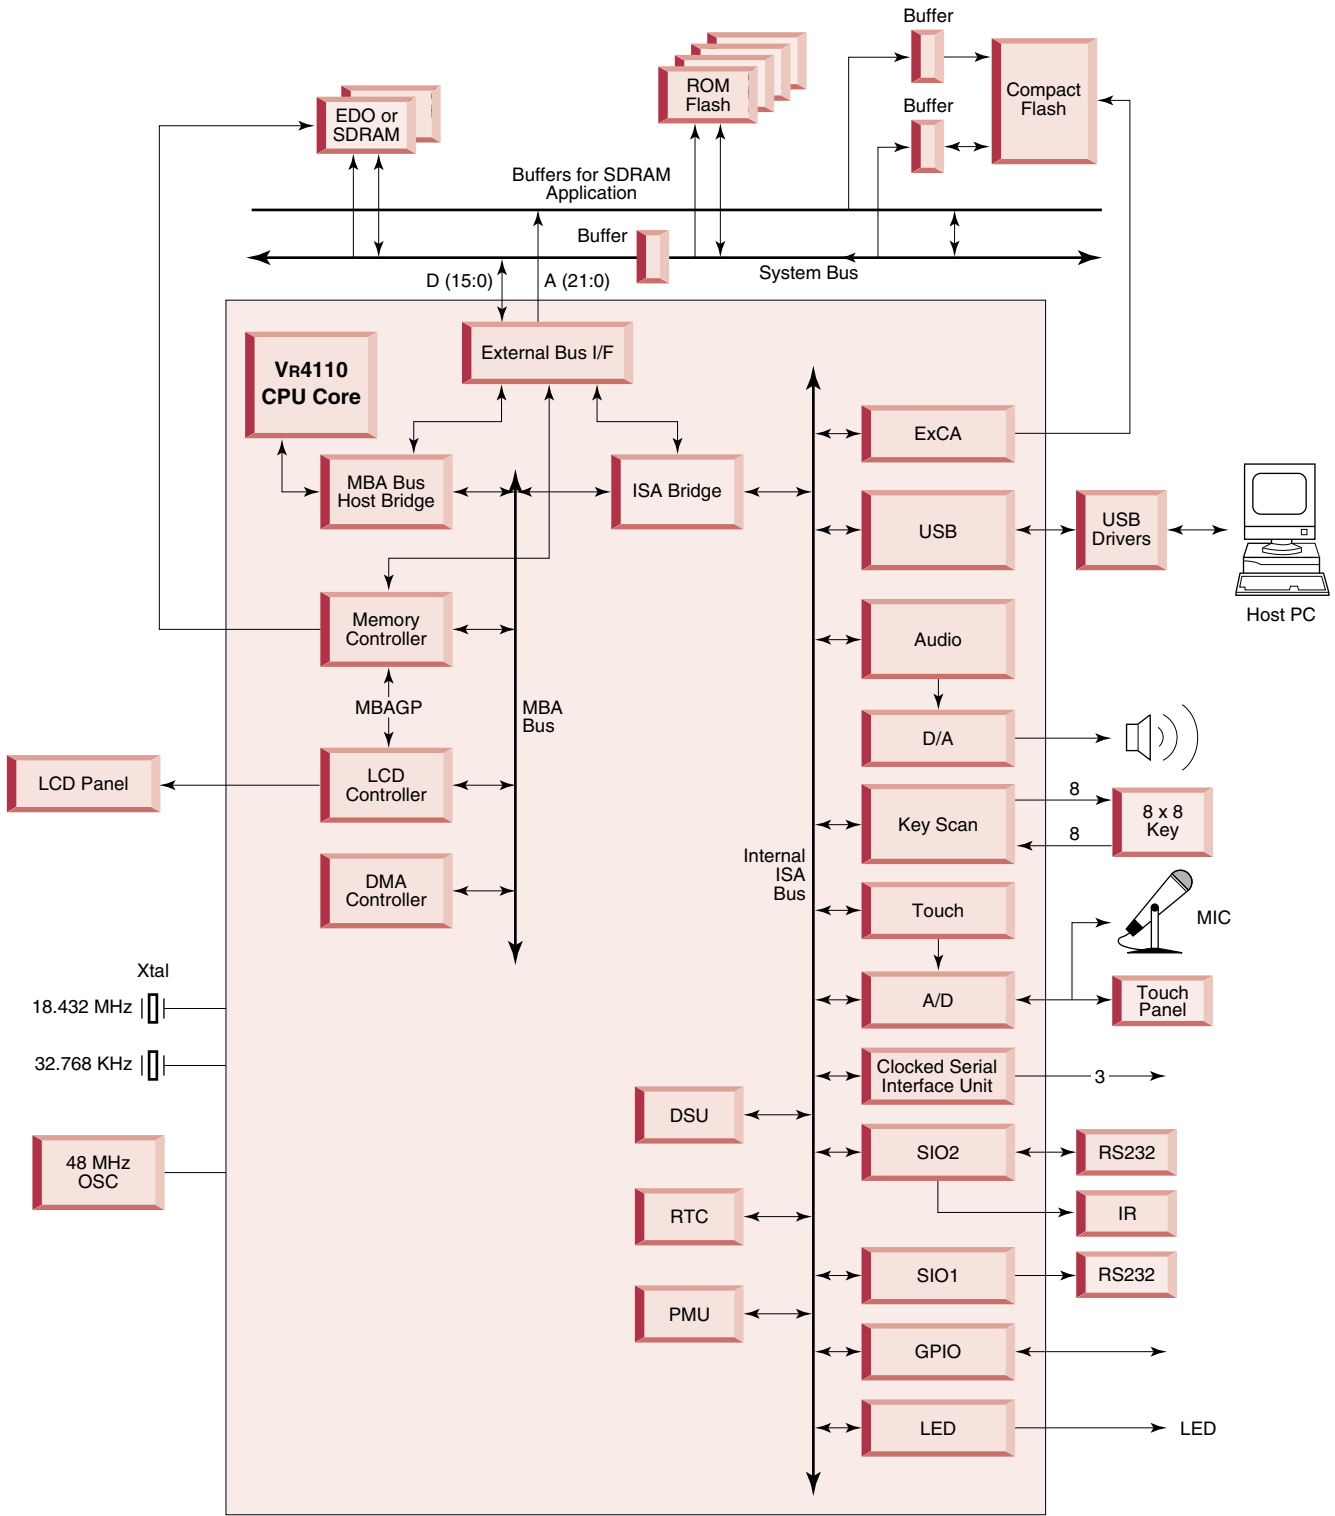 Buffer
ROM
Flash
Compact
Flash
EDO or
SDRAM
Buffer
Buffers for SDRAM
Application
Buffer
System Bus
D (15:0)
A (21:0)
External Bus I/F
VR4110
CPU Core
ExCA
MBA Bus
Host Bridge
ISA Bridge
USB
USB
Drivers
Host PC
Memory
Controller
Audio
MBAGP
MBA
Bus
D/A
LCD Panel
LCD
Controller
Key Scan
8
8
8 x 8
Key
Internal
ISA
Bus
DMA
Controller
Touch
MIC
Xtal
18.432 MHz
A/D
Touch
Panel
32.768 KHz
Clocked Serial
Interface Unit
3
DSU
48 MHz
OSC
SIO2
RS232
RTC
IR
SIO1
RS232
PMU
GPIO
LED
LED